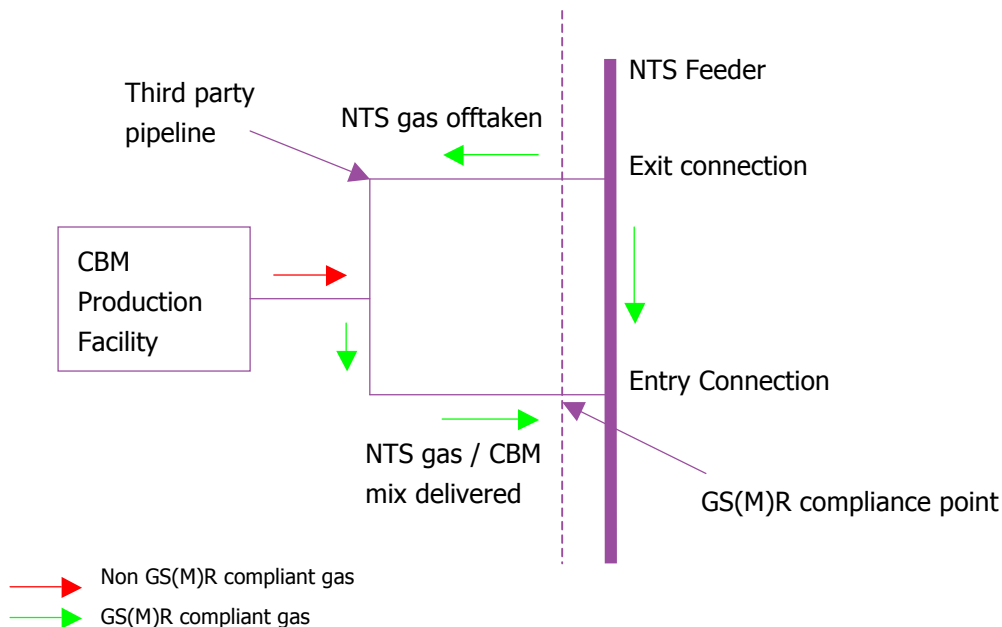 NTS Feeder
Third party
pipeline
NTS gas offtaken
Exit connection
CBM
Production
Facility
Entry Connection
NTS gas / CBM
mix delivered
GS(M)R compliance point
Non GS(M)R compliant gas
GS(M)R compliant gas